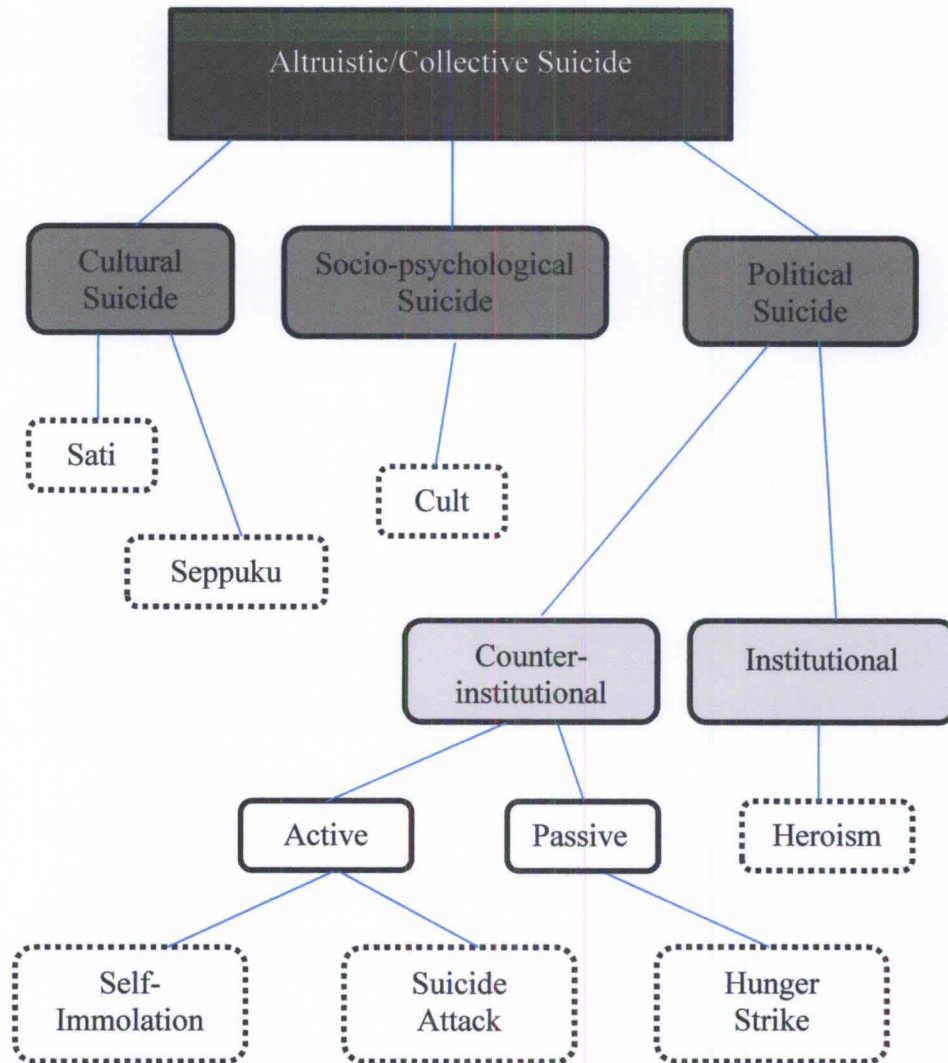 Altruistic/Collective Suicide
Cultural
Suicide
Socio-psychological
Suicide
Political
Suicide
Sati
Cult
Seppuku
Counter-
institutional
Institutional
Active
Passive
Heroism
Self-
Immolation
Suicide
Attack
Hunger
Strike